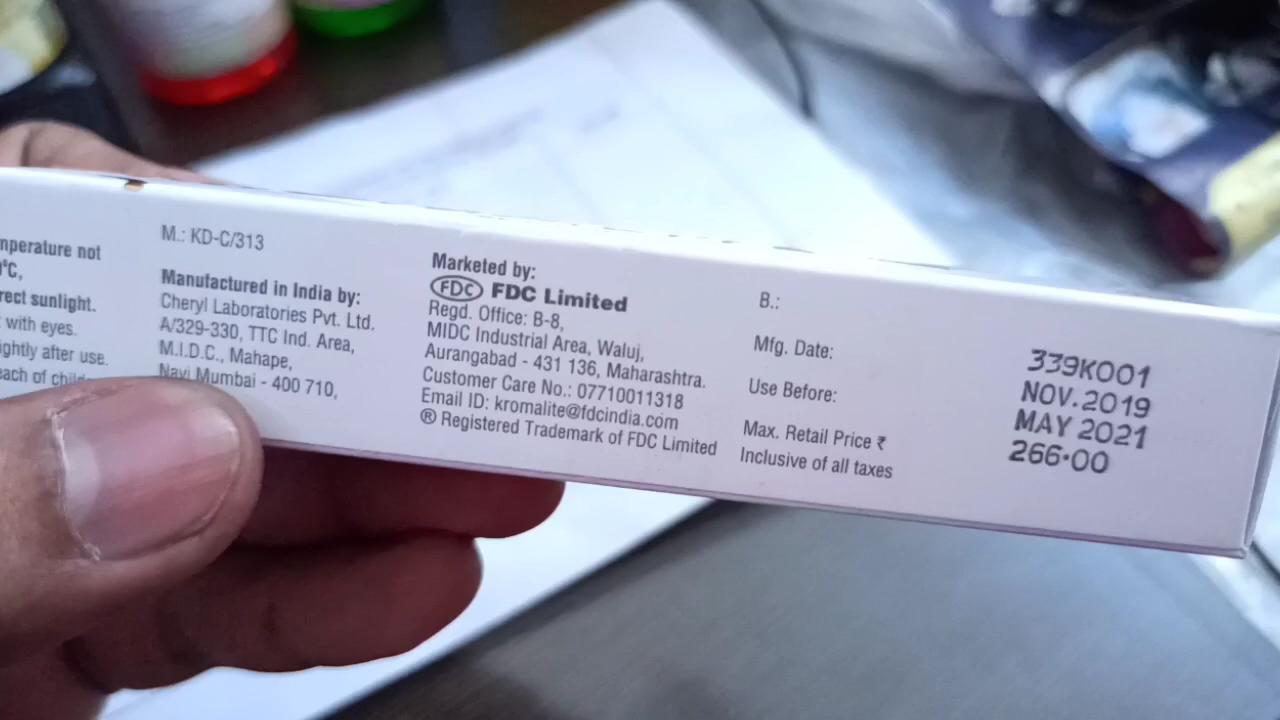 mperature not
0°C,
rect sunlight.
with eyes.
ightly after use.
each of child
M.: KD-C/313
Manufactured in India by:
Cheryl Laboratories Pvt. Ltd.
A/329-330, TTC Ind. Area,
M.I.D.C., Mahape,
Navi Mumbai - 400 710,
Marketed by:
FDC FDC Limited
Regd. Office: B-8,
MIDC Industrial Area, Waluj,
Aurangabad - 431 136, Maharashtra.
Customer Care No.: 07710011318
Email ID: kromalite@fdcindia.com
® Registered Trademark of FDC Limited
B.: 339K001
Mfg. Date: NOV.2019
Use Before: MAY 2021
Max. Retail Price ₹ 266.00
Inclusive of all taxes